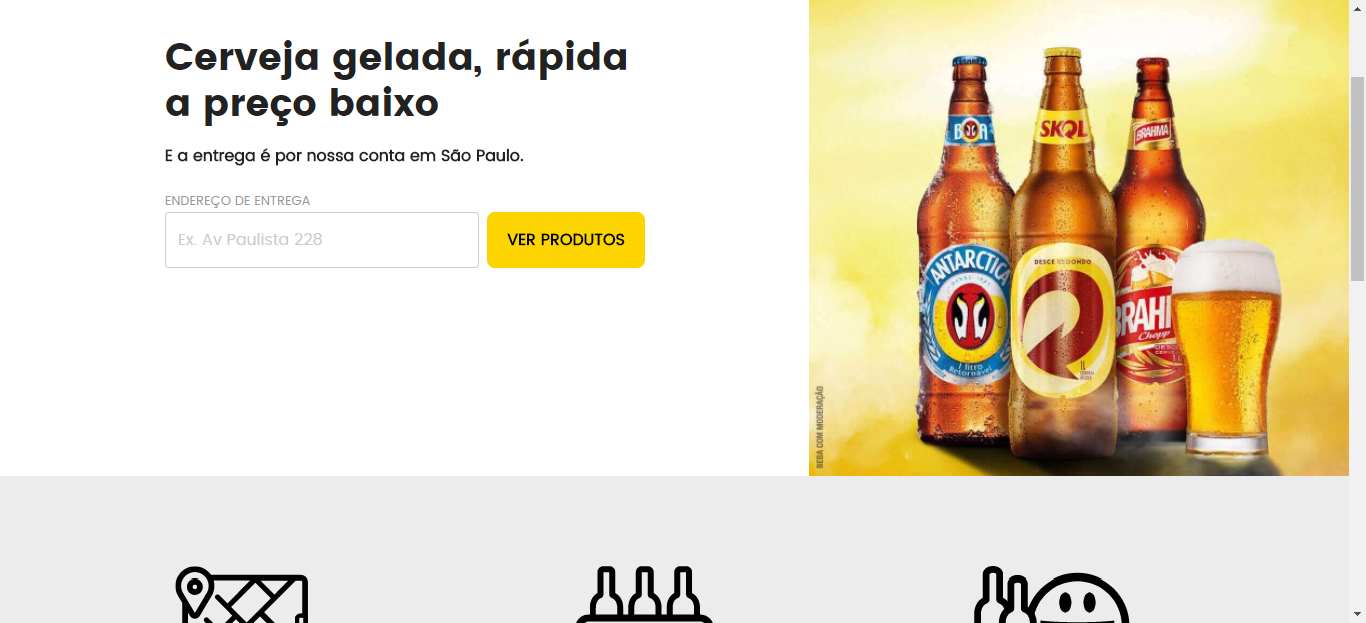 Cerveja gelada, rápida
a preço baixo
E a entrega é por nossa conta em São Paulo.
ENDEREÇO DE ENTREGA
Ex. Av Paulista 228
VER PRODUTOS
BOA
SKOL
BRAHMA
ANTARCTICA
1 litro
Retornável
DESCE REDONDO
1L
BRAHMA
Chopp
BEBA COM MODERAÇÃO